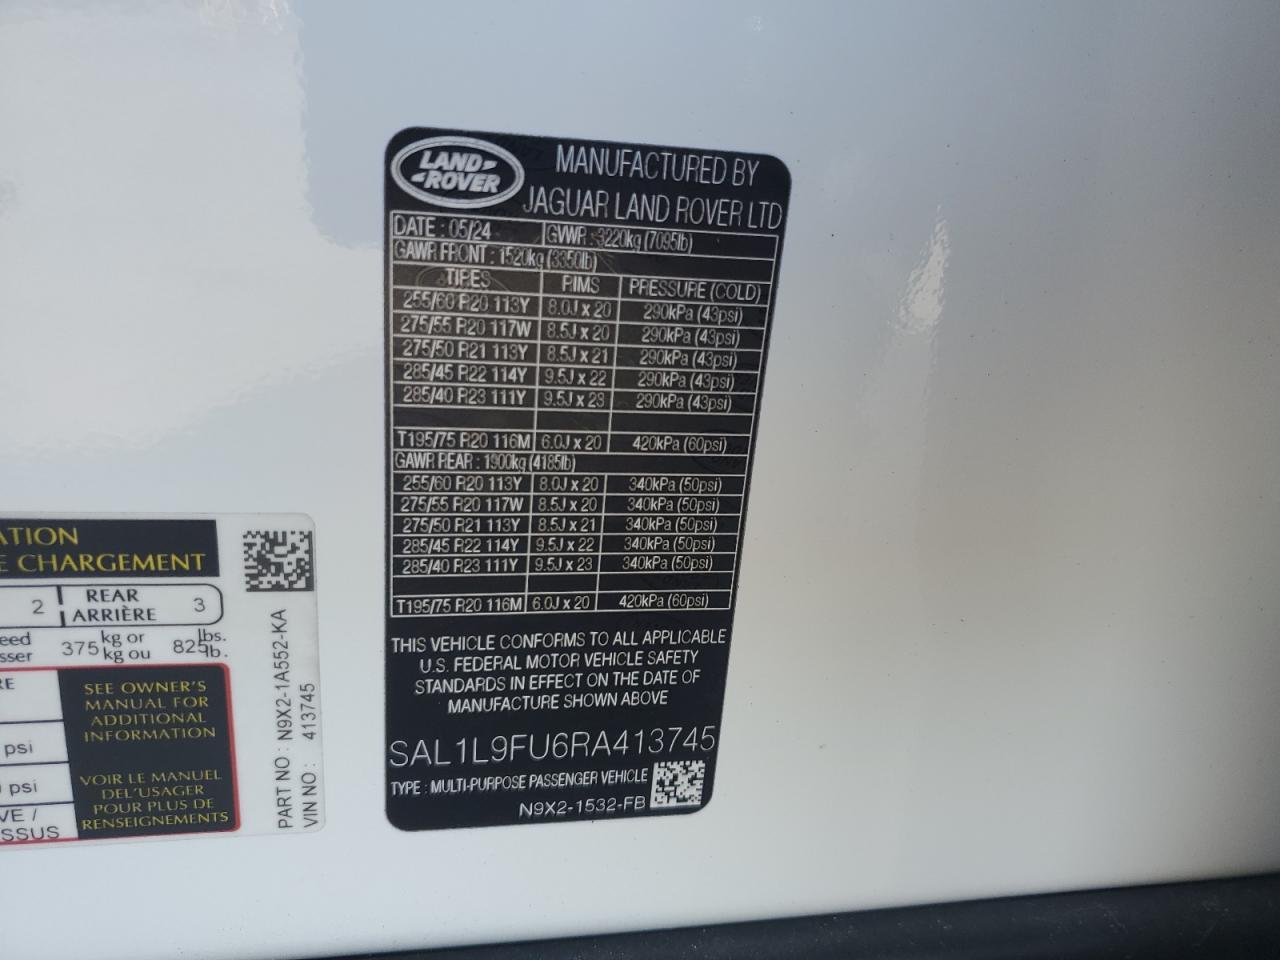 LAND-
-ROVER
MANUFACTURED BY
JAGUAR LAND ROVER LTD
DATE : 05/24 GVWR : 3220kg (7095lb)
GAWR FRONT : 1520kg (3350lb)
TIRES RIMS PRESSURE (COLD)
255/60 R20 113Y 8.0J x 20 290kPa (43psi)
275/55 R20 117W 8.5J x 20 290kPa (43psi)
275/50 R21 113Y 8.5J x 21 290kPa (43psi)
285/45 R22 114Y 9.5J x 22 290kPa (43psi)
285/40 R23 111Y 9.5J x 23 290kPa (43psi)
T195/75 R20 116M 6.0J x 20 420kPa (60psi)
GAWR REAR : 1900kg (4185lb)
255/60 R20 113Y 8.0J x 20 340kPa (50psi)
275/55 R20 117W 8.5J x 20 340kPa (50psi)
275/50 R21 113Y 8.5J x 21 340kPa (50psi)
285/45 R22 114Y 9.5J x 22 340kPa (50psi)
285/40 R23 111Y 9.5J x 23 340kPa (50psi)
T195/75 R20 116M 6.0J x 20 420kPa (60psi)
THIS VEHICLE CONFORMS TO ALL APPLICABLE
U.S. FEDERAL MOTOR VEHICLE SAFETY
STANDARDS IN EFFECT ON THE DATE OF
MANUFACTURE SHOWN ABOVE
SAL1L9FU6RA413745
TYPE : MULTI-PURPOSE PASSENGER VEHICLE
N9X2-1532-FB
ATION
E CHARGEMENT
2 REAR 3
ARRIÈRE
eed 375 kg or 825 lbs.
sser kg ou lb.
RE
psi
psi
VE /
SSUS
SEE OWNER'S
MANUAL FOR
ADDITIONAL
INFORMATION
VOIR LE MANUEL
DEL'USAGER
POUR PLUS DE
RENSEIGNEMENTS
PART NO : N9X2-1A552-KA
VIN NO : 413745